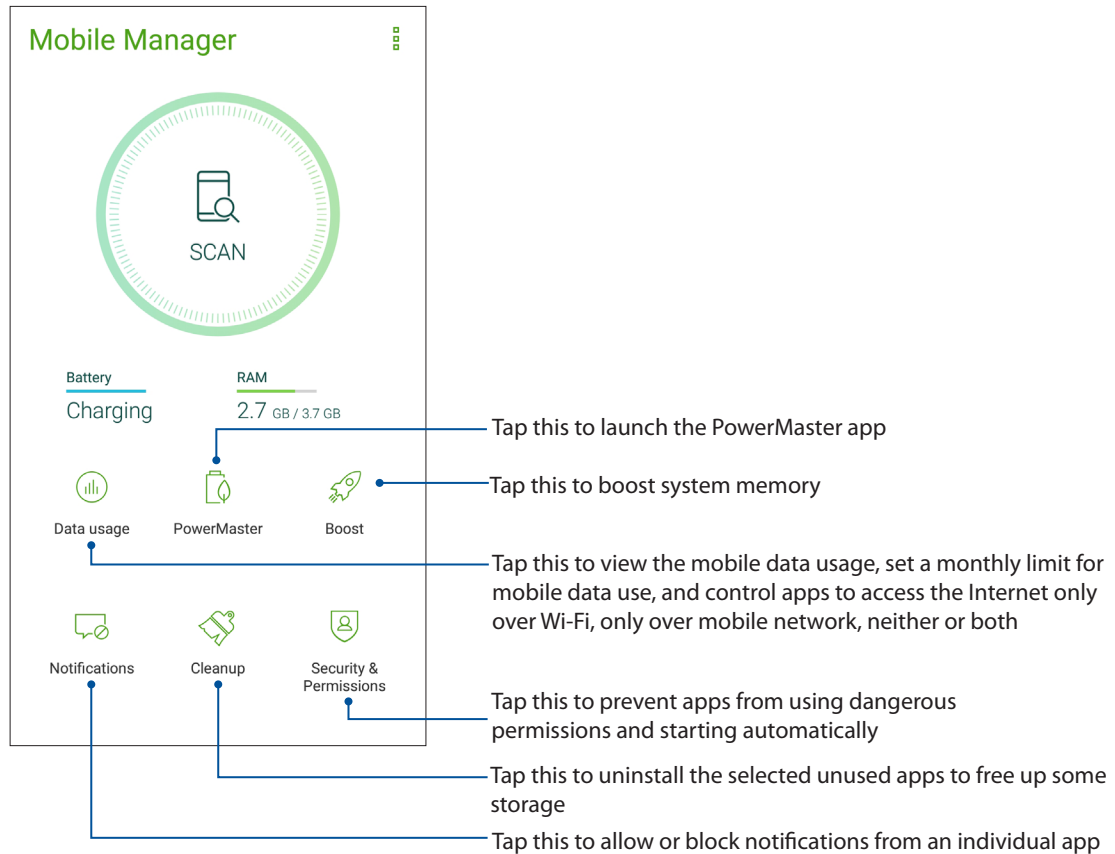 Mobile Manager
SCAN
Battery
RAM
Charging
2.7 GB / 3.7 GB
Tap this to launch the PowerMaster app
Tap this to boost system memory
Data usage
PowerMaster
Boost
Tap this to view the mobile data usage, set a monthly limit for
mobile data use, and control apps to access the Internet only
over Wi-Fi, only over mobile network, neither or both
Notifications
Cleanup
Security &
Permissions
Tap this to prevent apps from using dangerous
permissions and starting automatically
Tap this to uninstall the selected unused apps to free up some
storage
Tap this to allow or block notifications from an individual app